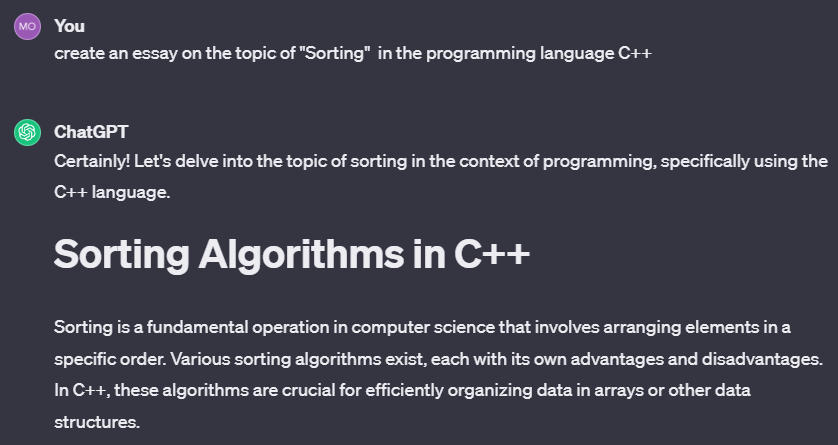 MO
You
create an essay on the topic of "Sorting"  in the programming language C++
ChatGPT
Certainly! Let's delve into the topic of sorting in the context of programming, specifically using the
C++ language.
Sorting Algorithms in C++
Sorting is a fundamental operation in computer science that involves arranging elements in a
specific order. Various sorting algorithms exist, each with its own advantages and disadvantages.
In C++, these algorithms are crucial for efficiently organizing data in arrays or other data
structures.